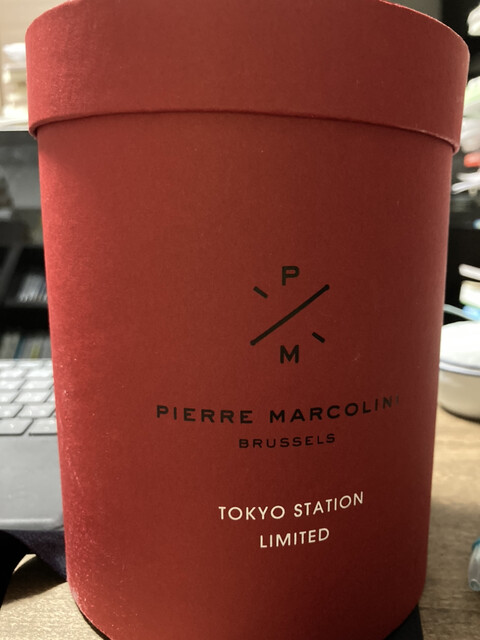 P
M
PIERRE MARCOLINI
BRUSSELS
TOKYO STATION
LIMITED